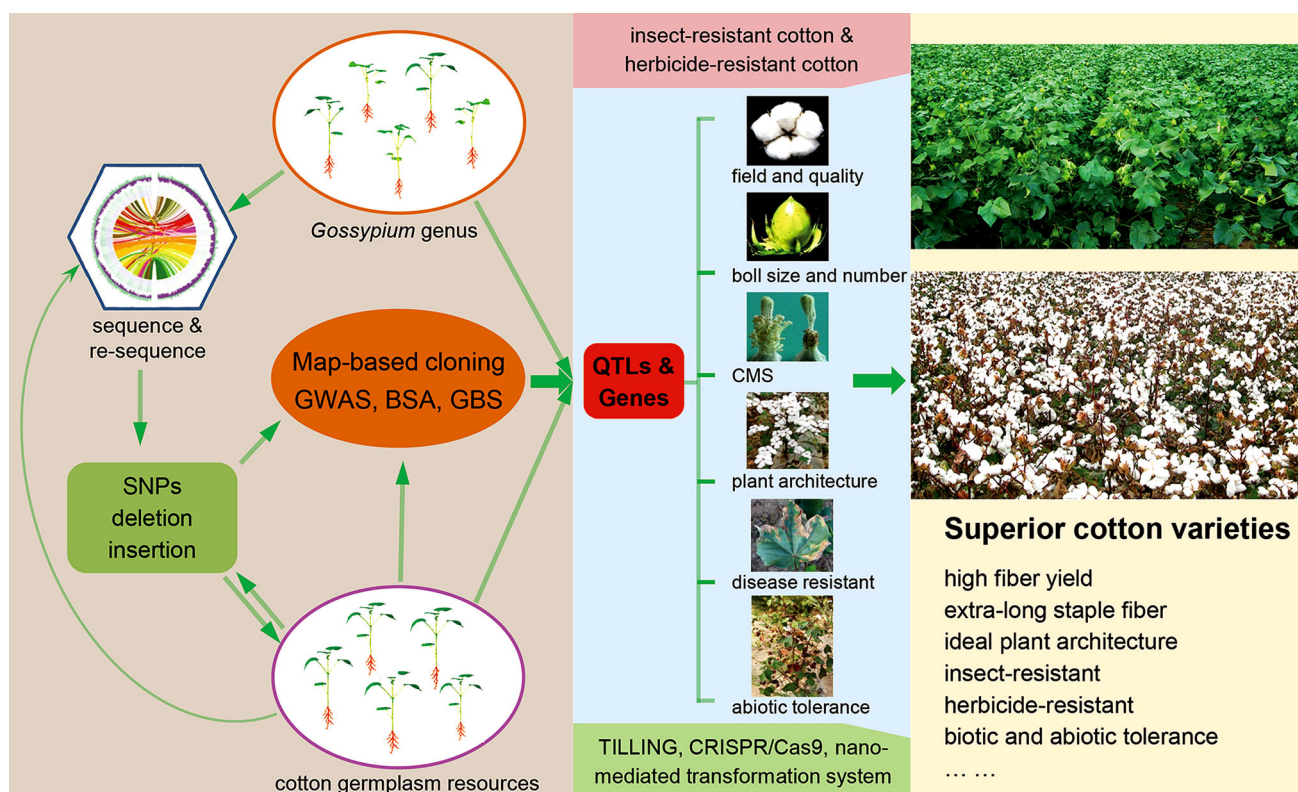 Gossypium genus
sequence &
re-sequence
Map-based cloning
GWAS, BSA, GBS
SNPs
deletion
insertion
cotton germplasm resources
insect-resistant cotton &
herbicide-resistant cotton
QTLs &
Genes
field and quality
boll size and number
CMS
plant architecture
disease resistant
abiotic tolerance
TILLING, CRISPR/Cas9, nano-
mediated transformation system
Superior cotton varieties
high fiber yield
extra-long staple fiber
ideal plant architecture
insect-resistant
herbicide-resistant
biotic and abiotic tolerance
... ...